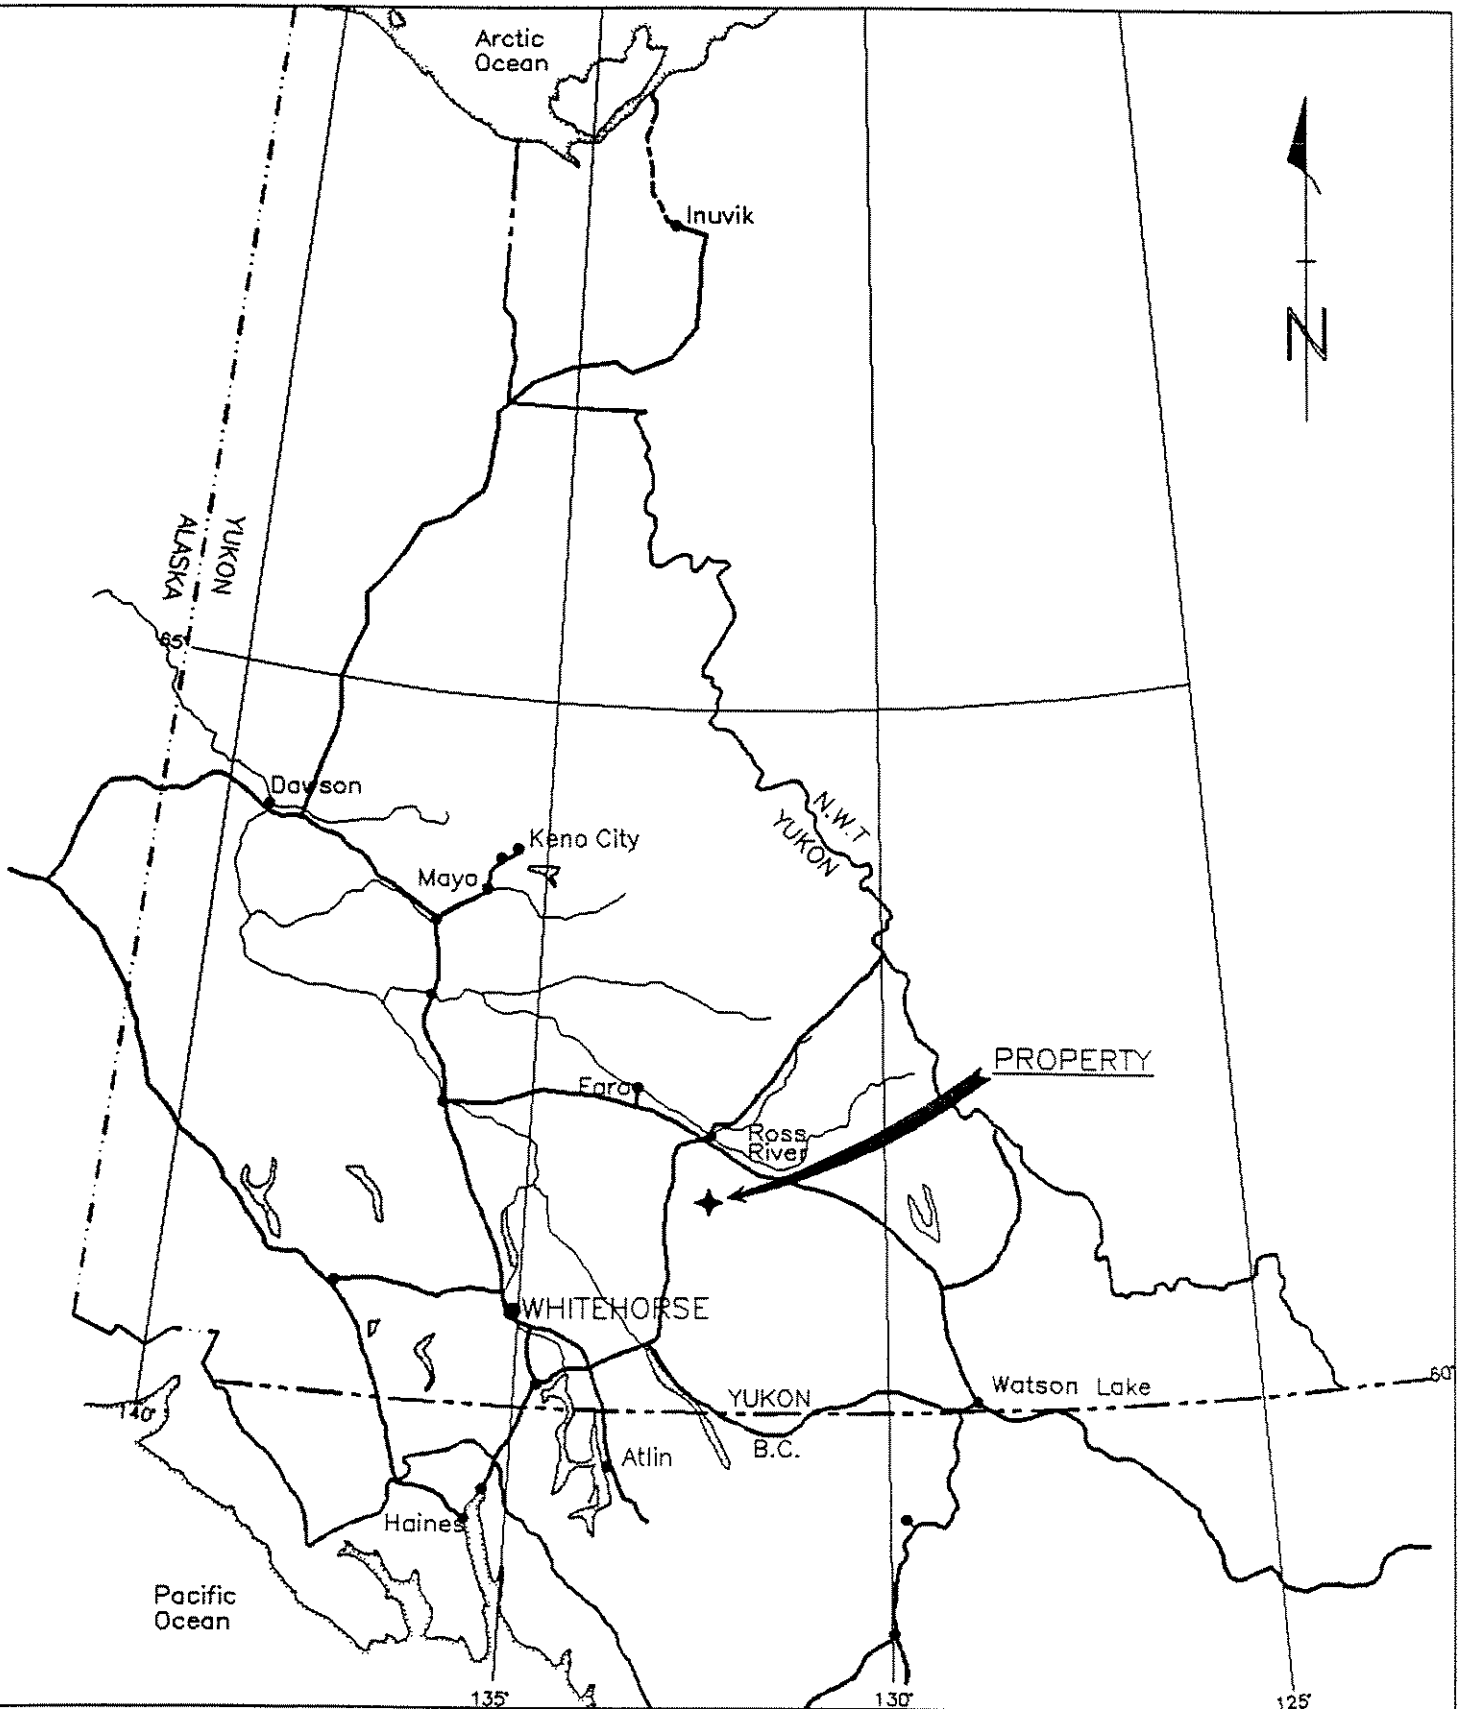 Arctic
Ocean
Inuvik
N
YUKON
ALASKA
65°
Dawson
Keno City
Mayo
N.W.T
YUKON
PROPERTY
Faro
Ross
River
WHITEHORSE
Watson Lake
60°
YUKON
B.C.
140°
Atlin
Haines
Pacific
Ocean
135°
130°
125°